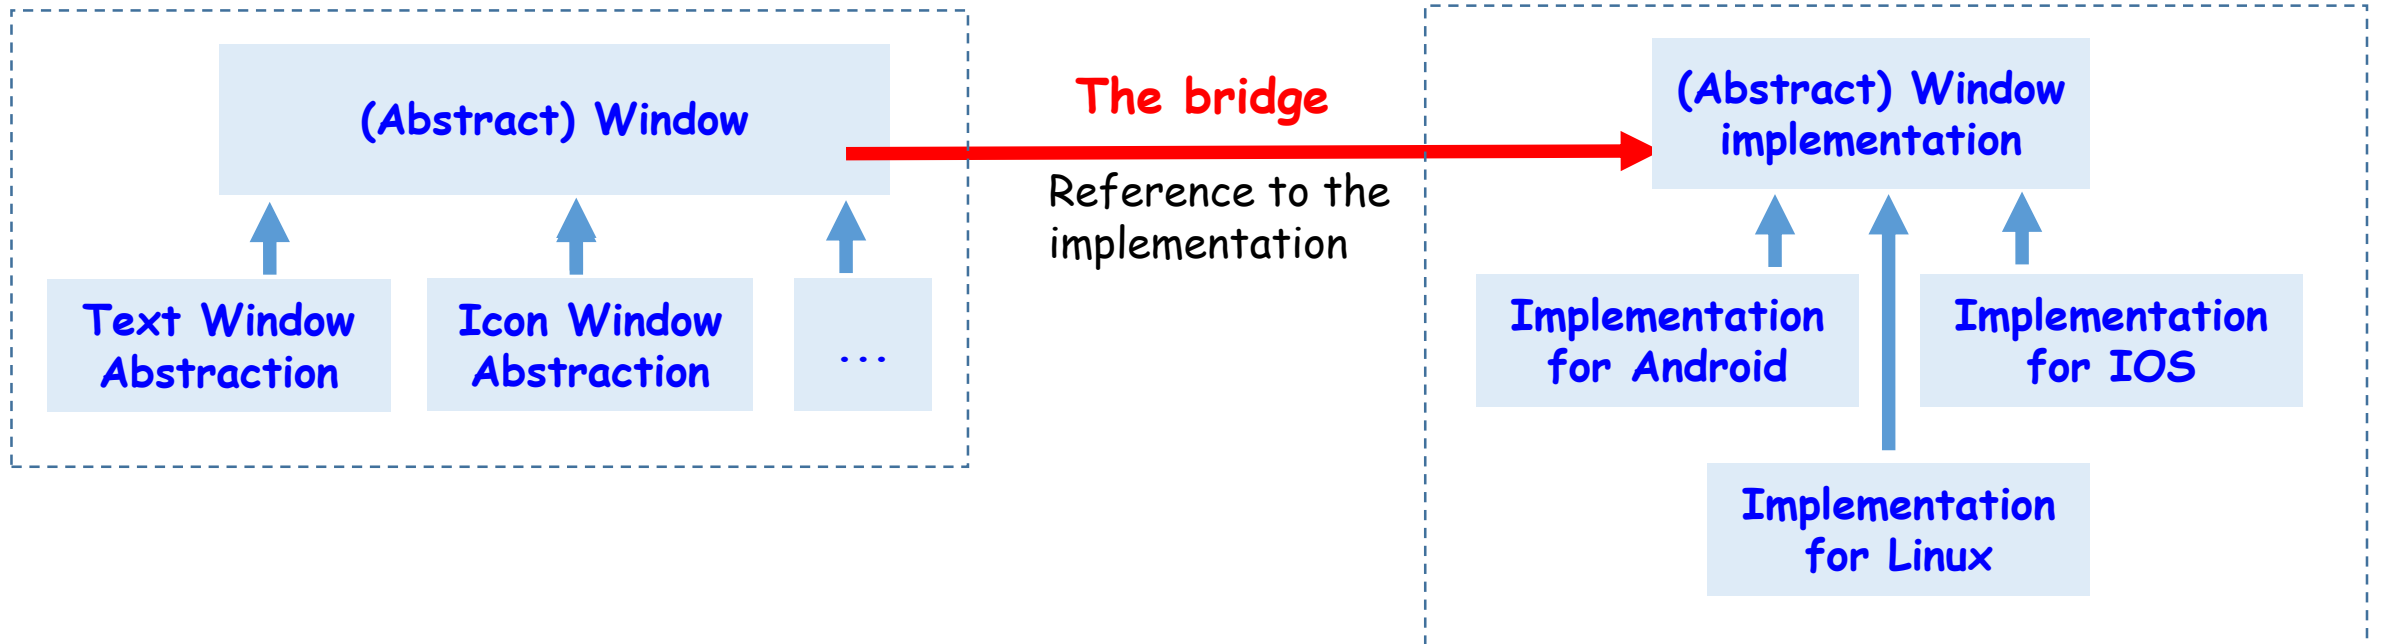 (Abstract) Window
Text Window
Abstraction
Icon Window
Abstraction
...
The bridge
Reference to the
implementation
(Abstract) Window
implementation
Implementation
for Android
Implementation
for IOS
Implementation
for Linux